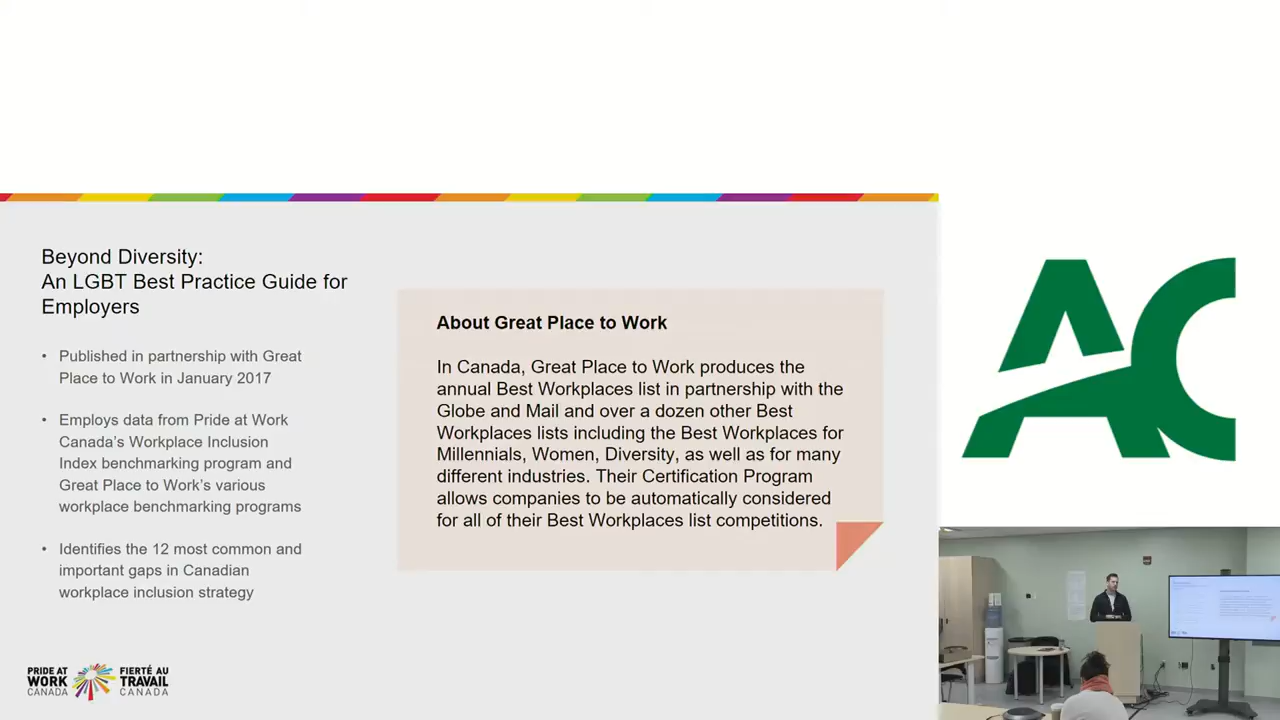 Beyond Diversity:
An LGBT Best Practice Guide for
Employers
• Published in partnership with Great
Place to Work in January 2017
• Employs data from Pride at Work
Canada's Workplace Inclusion
Index benchmarking program and
Great Place to Work's various
workplace benchmarking programs
• Identifies the 12 most common and
important gaps in Canadian
workplace inclusion strategy
About Great Place to Work
In Canada, Great Place to Work produces the
annual Best Workplaces list in partnership with the
Globe and Mail and over a dozen other Best
Workplaces lists including the Best Workplaces for
Millennials, Women, Diversity, as well as for many
different industries. Their Certification Program
allows companies to be automatically considered
for all of their Best Workplaces list competitions.
PRIDE AT
WORK
CANADA
FIERTÉ AU
TRAVAIL
CANADA
AC